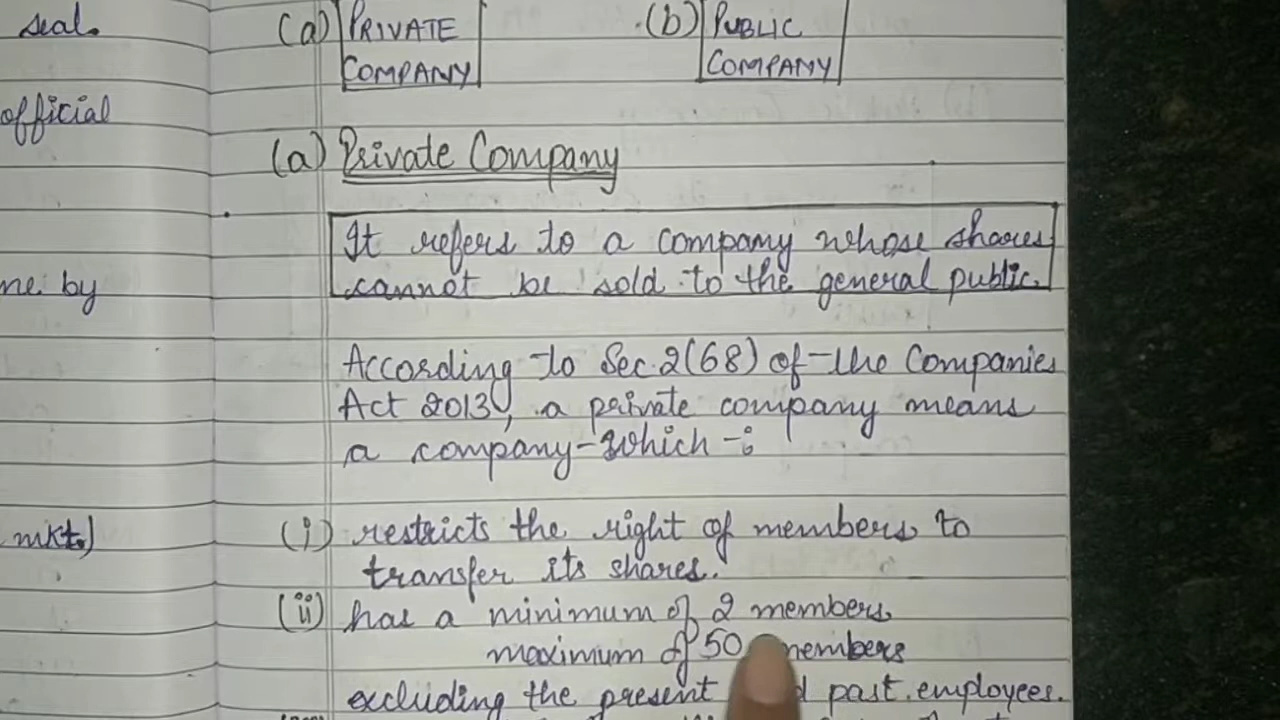 seal.
(a) PRIVATE COMPANY
(b) PUBLIC COMPANY
official
(a) Private Company
It refers to a company whose shares
cannot be sold to the general public.
ne by
According to Sec. 2(68) of the Companies
Act 2013, a private company means
a company which -:
mkt.)
(i) restricts the right of members to
transfer its shares.
(ii) has a minimum of 2 members
maximum of 50 members
excluding the present past employees.